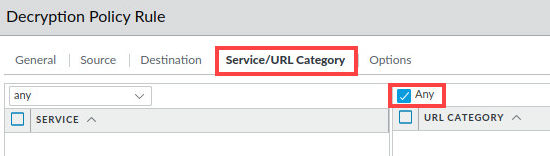 Decryption Policy Rule
General Source Destination Service/URL Category Options
any Any
SERVICE URL CATEGORY